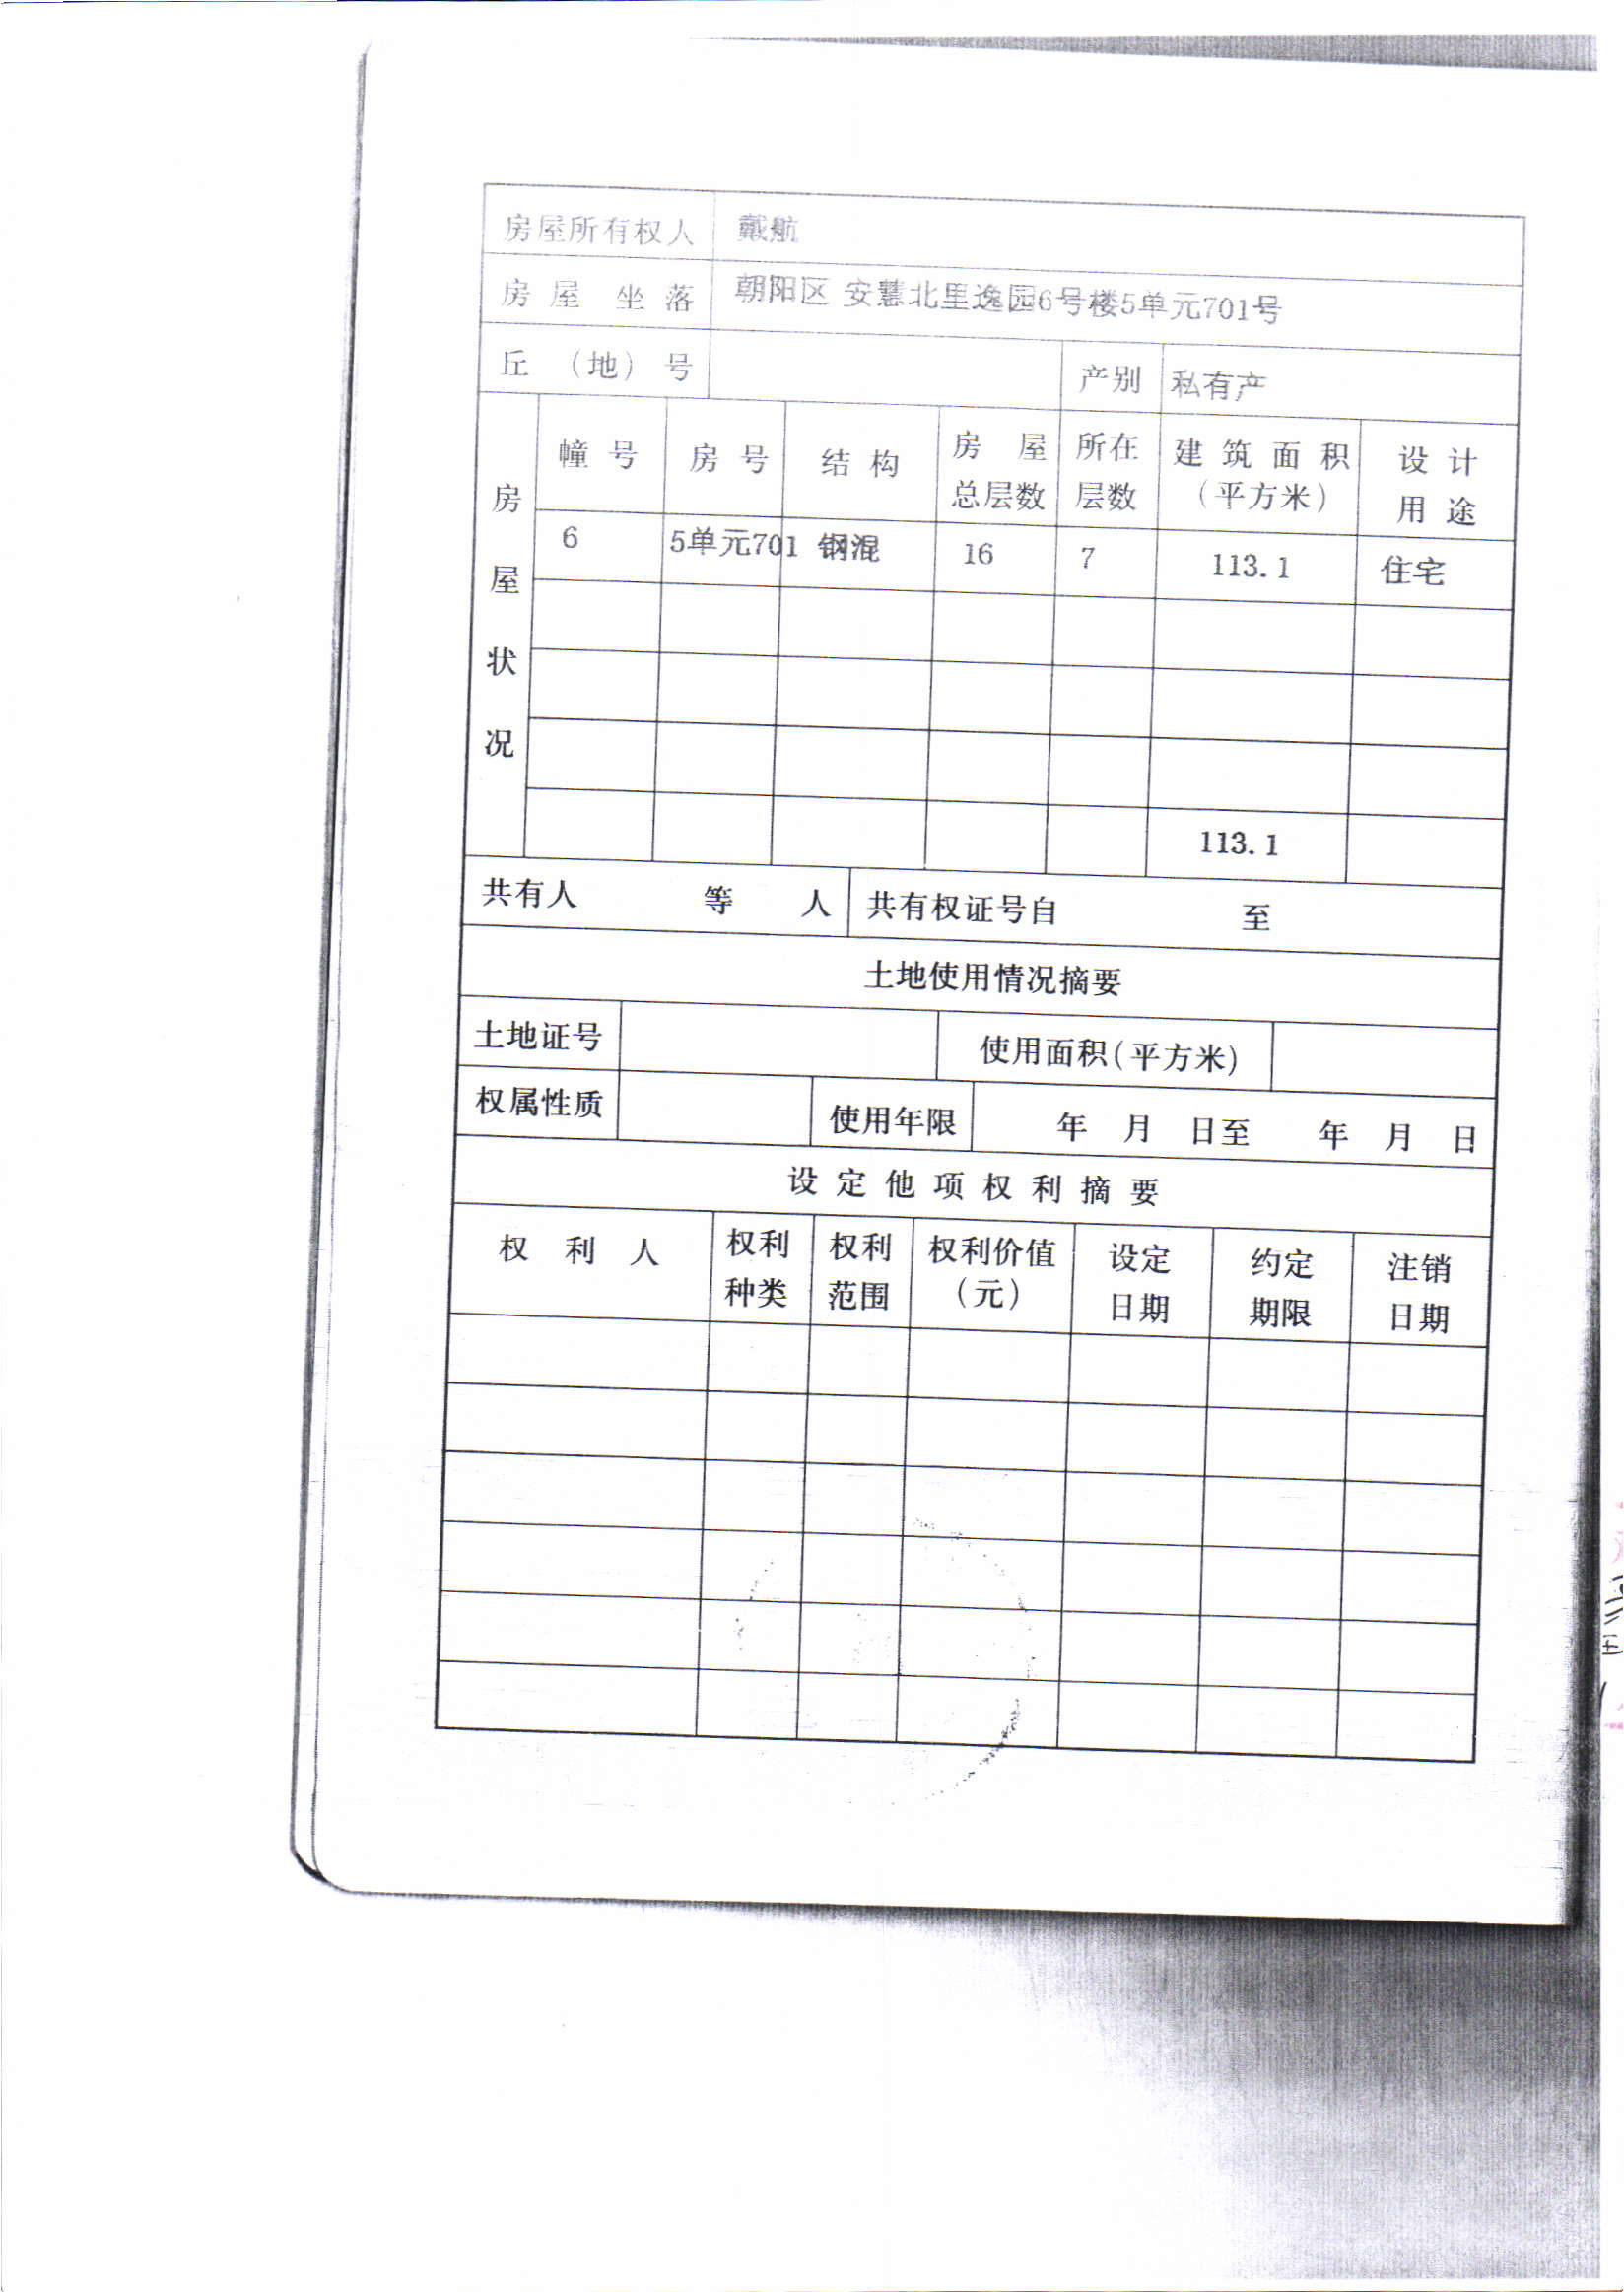 房屋所有权人 戴航
房屋坐落 朝阳区 安慧北里逸园6号楼5单元701号
丘（地）号 产别 私有产
房屋状况
幢号 房号 结构 房屋总层数 所在层数 建筑面积（平方米） 设计用途
6 5单元701 钢混 16 7 113.1 住宅
113.1
共有人 等 人 共有权证号自 至
土地使用情况摘要
土地证号 使用面积(平方米)
权属性质 使用年限 年 月 日至 年 月 日
设定他项权利摘要
权利人 权利种类 权利范围 权利价值（元） 设定日期 约定期限 注销日期